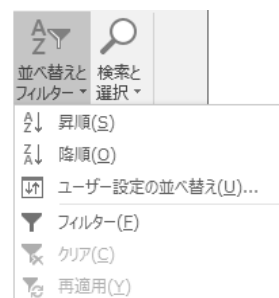 並べ替えと 検索と
フィルター 選択
昇順(S)
降順(O)
ユーザー設定の並べ替え(U)...
フィルター(F)
クリア(C)
再適用(Y)